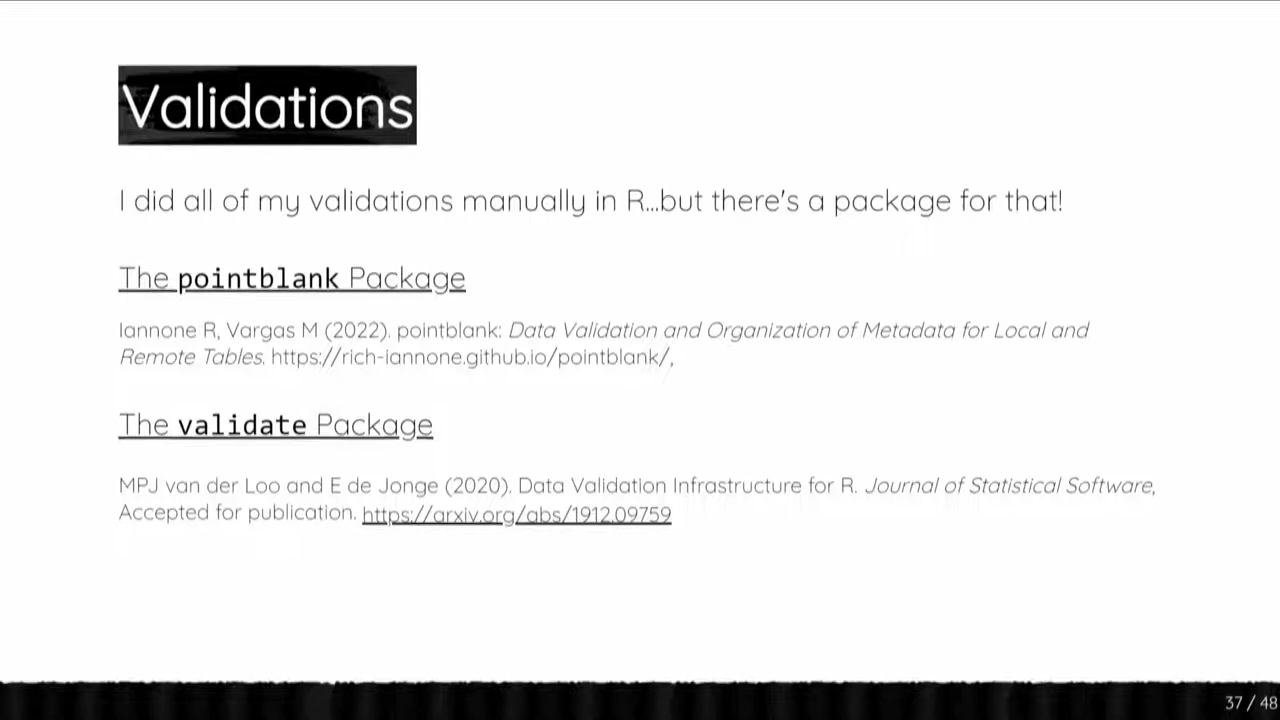 Validations
I did all of my validations manually in R...but there's a package for that!
The pointblank Package
Iannone R, Vargas M (2022). pointblank: Data Validation and Organization of Metadata for Local and
Remote Tables. https://rich-iannone.github.io/pointblank/,
The validate Package
MPJ van der Loo and E de Jonge (2020). Data Validation Infrastructure for R. Journal of Statistical Software,
Accepted for publication. https://arxiv.org/abs/1912.09759
37 / 48